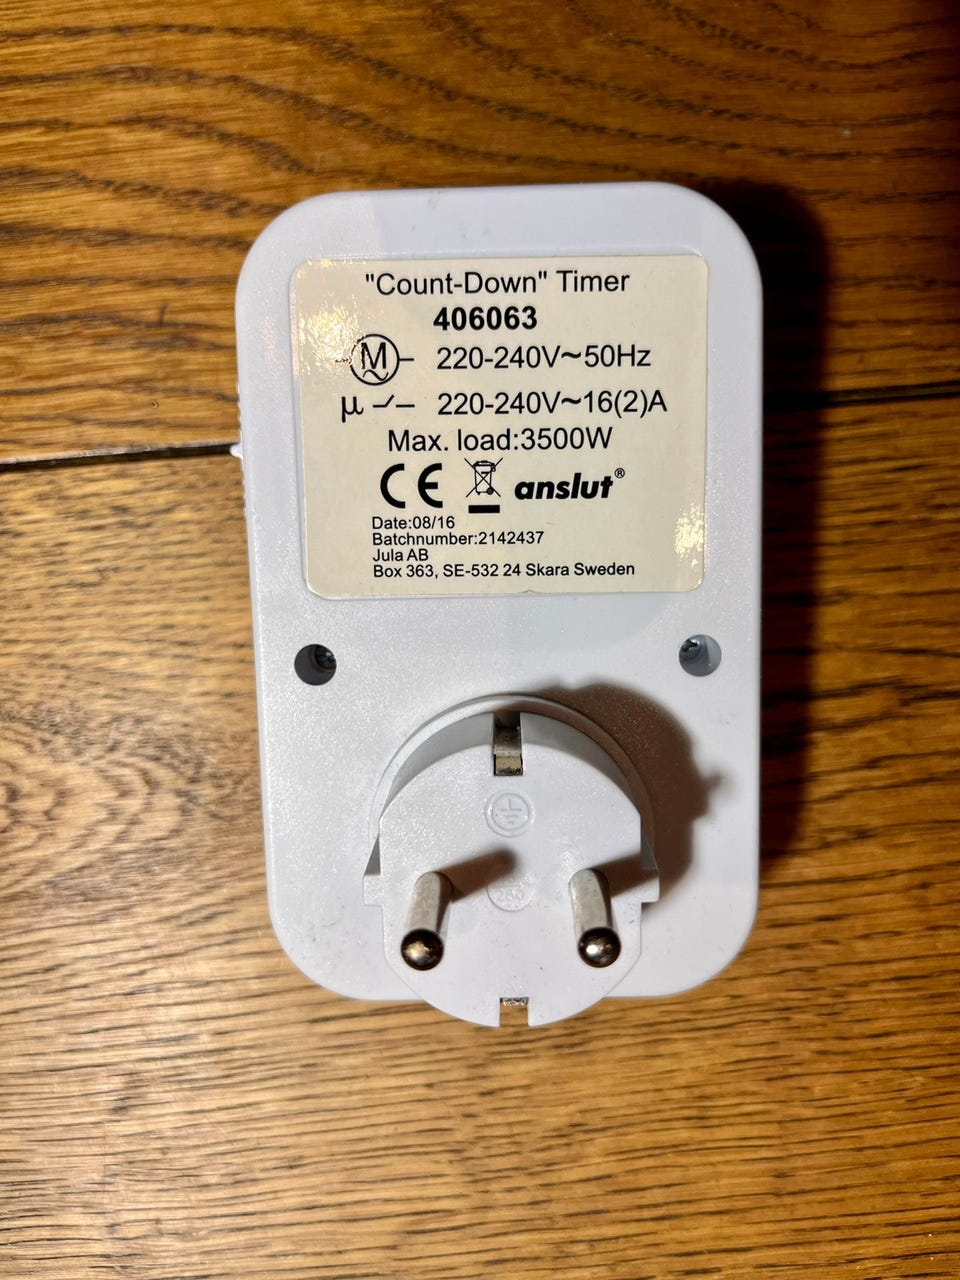 "Count-Down" Timer
406063
M 220-240V~50Hz
µ 220-240V~16(2)A
Max. load:3500W
CE anslut®
Date:08/16
Batchnumber:2142437
Jula AB
Box 363, SE-532 24 Skara Sweden